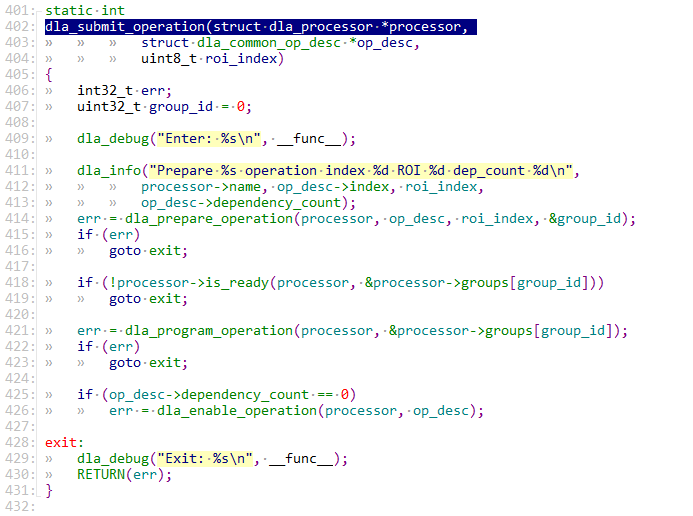 401: static int
402: dla_submit_operation(struct dla_processor *processor,
403: » » » struct dla_common_op_desc *op_desc,
404: » » » uint8_t roi_index)
405: {
406: » int32_t err;
407: » uint32_t group_id = 0;
408:
409: » dla_debug("Enter: %s\n", __func__);
410:
411: » dla_info("Prepare %s operation index %d ROI %d dep_count %d\n",
412: » » » processor->name, op_desc->index, roi_index,
413: » » » op_desc->dependency_count);
414: » err = dla_prepare_operation(processor, op_desc, roi_index, &group_id);
415: » if (err)
416: » » goto exit;
417:
418: » if (!processor->is_ready(processor, &processor->groups[group_id]))
419: » » goto exit;
420:
421: » err = dla_program_operation(processor, &processor->groups[group_id]);
422: » if (err)
423: » » goto exit;
424:
425: » if (op_desc->dependency_count == 0)
426: » » err = dla_enable_operation(processor, op_desc);
427:
428: exit:
429: » dla_debug("Exit: %s\n", __func__);
430: » RETURN(err);
431: }
432: